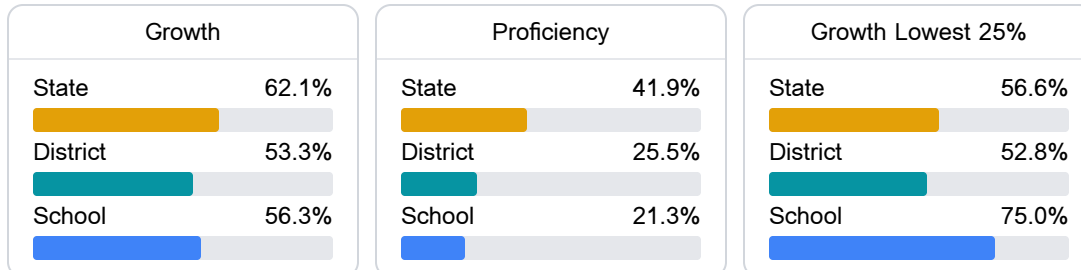 Growth
State 62.1%
District 53.3%
School 56.3%
Proficiency
State 41.9%
District 25.5%
School 21.3%
Growth Lowest 25%
State 56.6%
District 52.8%
School 75.0%